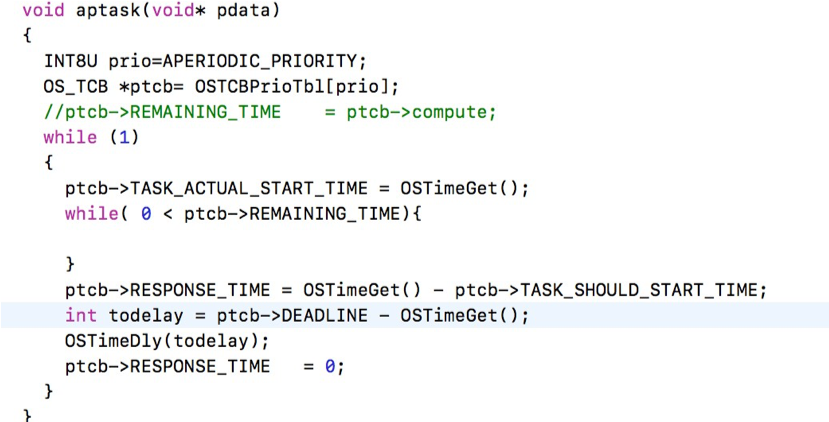 void aptask(void* pdata)
{
INT8U prio=APERIODIC_PRIORITY;
OS_TCB *ptcb= OSTCBPrioTbl[prio];
//ptcb->REMAINING_TIME    = ptcb->compute;
while (1)
{
ptcb->TASK_ACTUAL_START_TIME = OSTimeGet();
while( 0 < ptcb->REMAINING_TIME){
}
ptcb->RESPONSE_TIME = OSTimeGet() - ptcb->TASK_SHOULD_START_TIME;
int todelay = ptcb->DEADLINE - OSTimeGet();
OSTimeDly(todelay);
ptcb->RESPONSE_TIME   = 0;
}
}